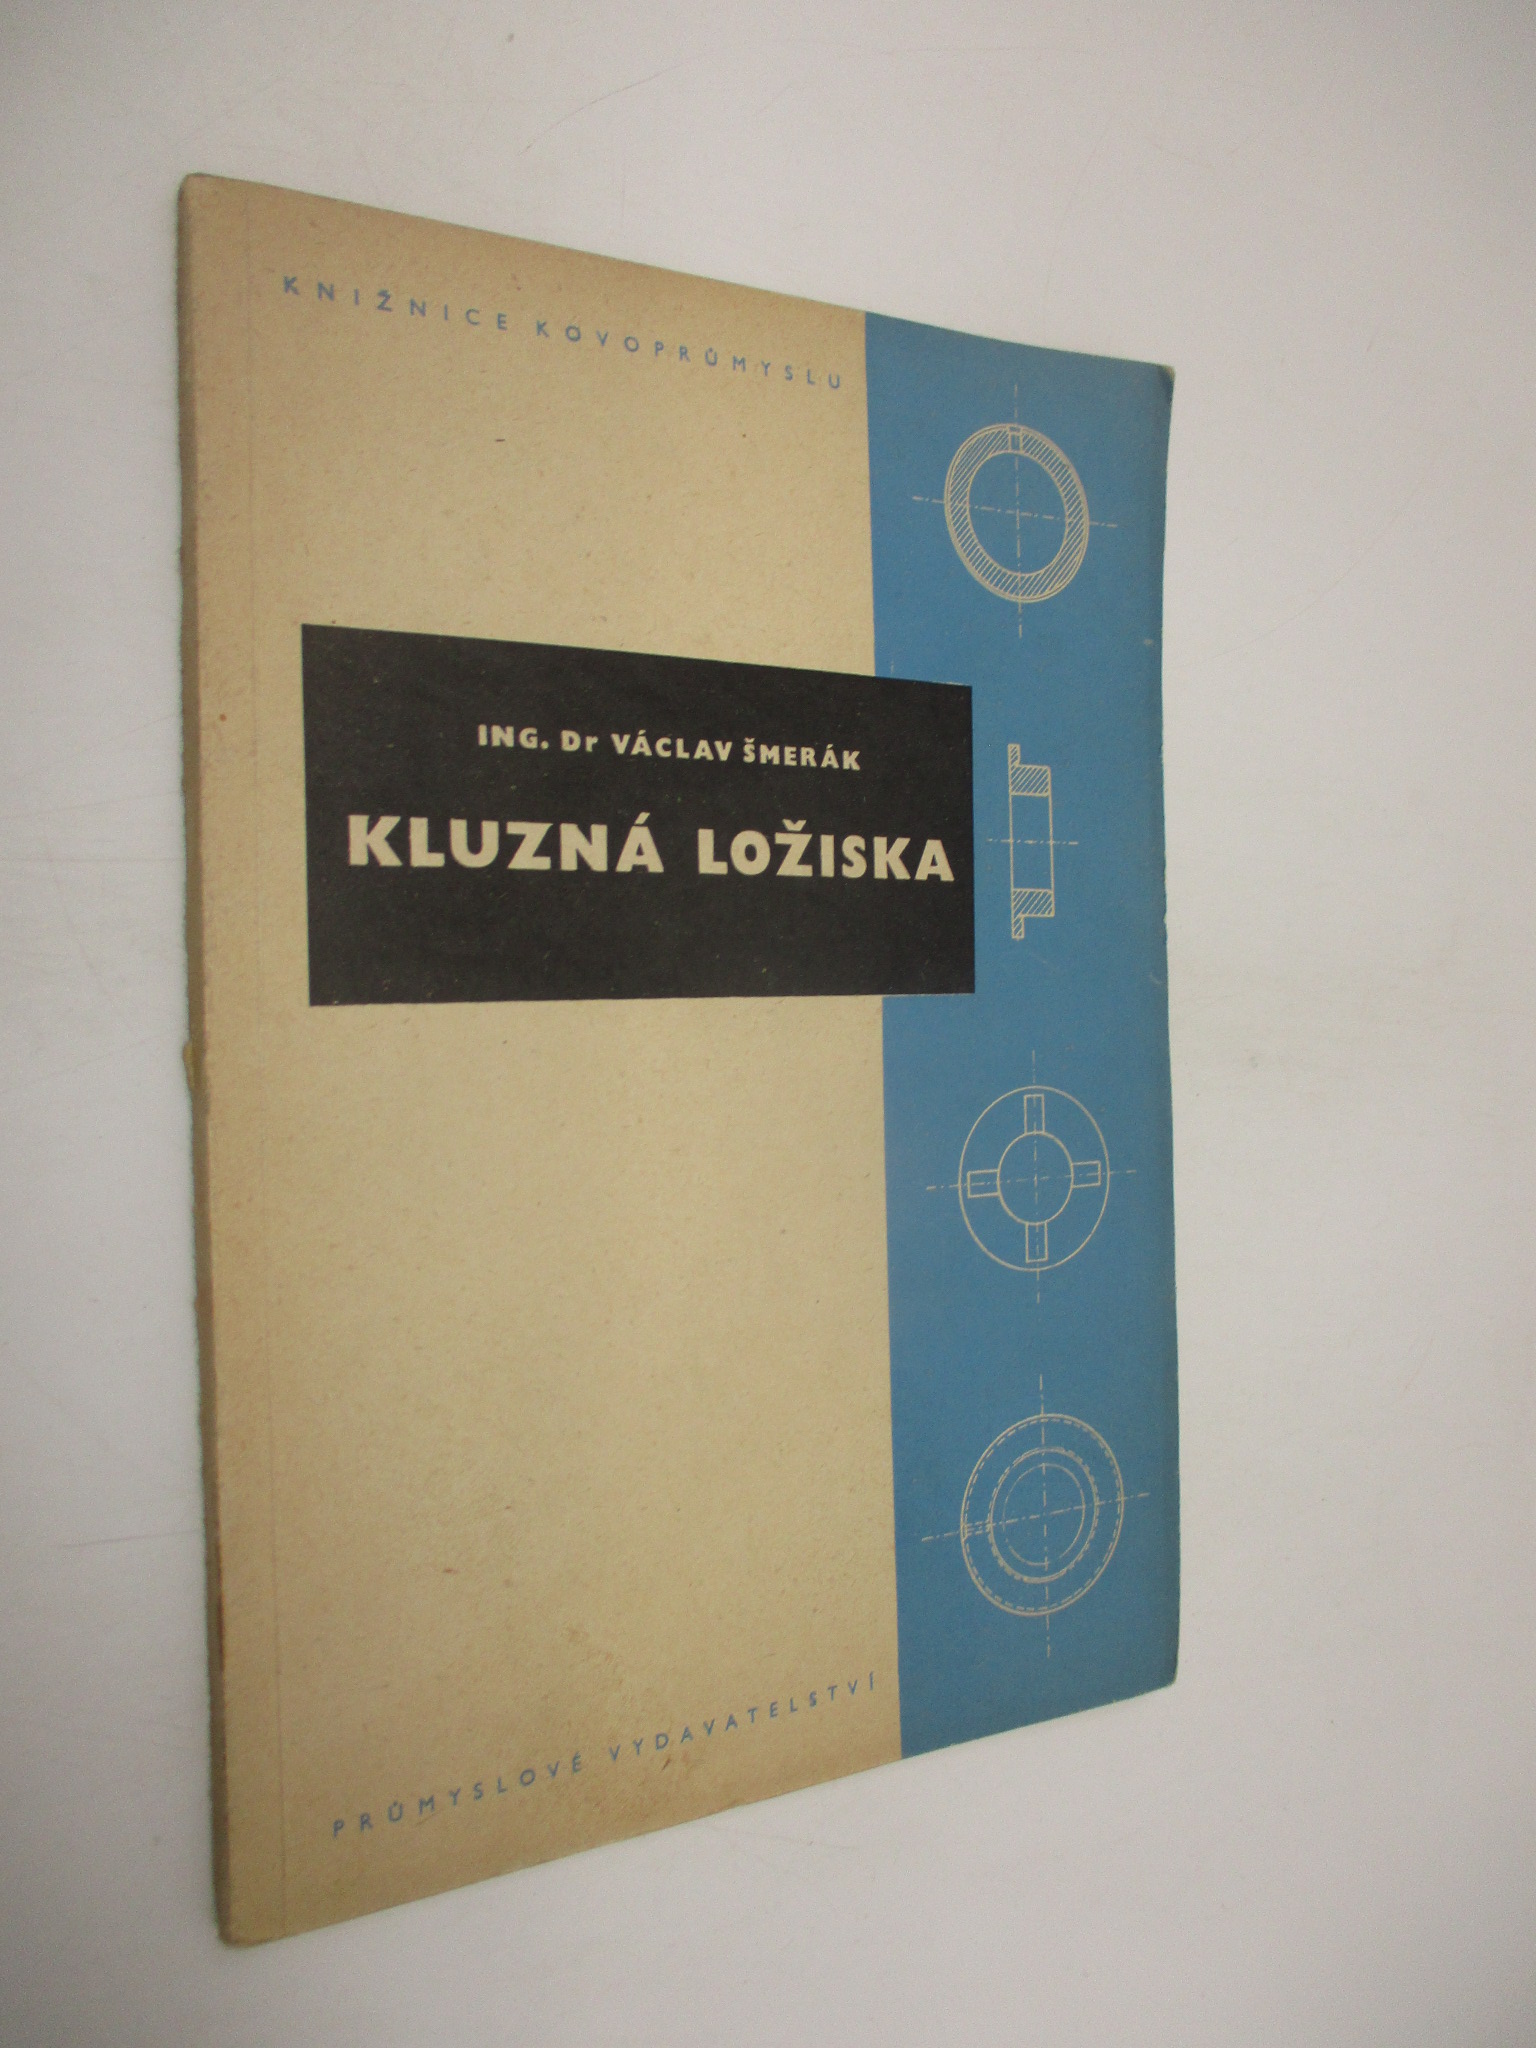 KNIŽNICE KOVOPRŮMYSLU
ING. Dr VÁCLAV ŠMERÁK
KLUZNÁ LOŽISKA
PRŮMYSLOVÉ VYDAVATELSTVÍ